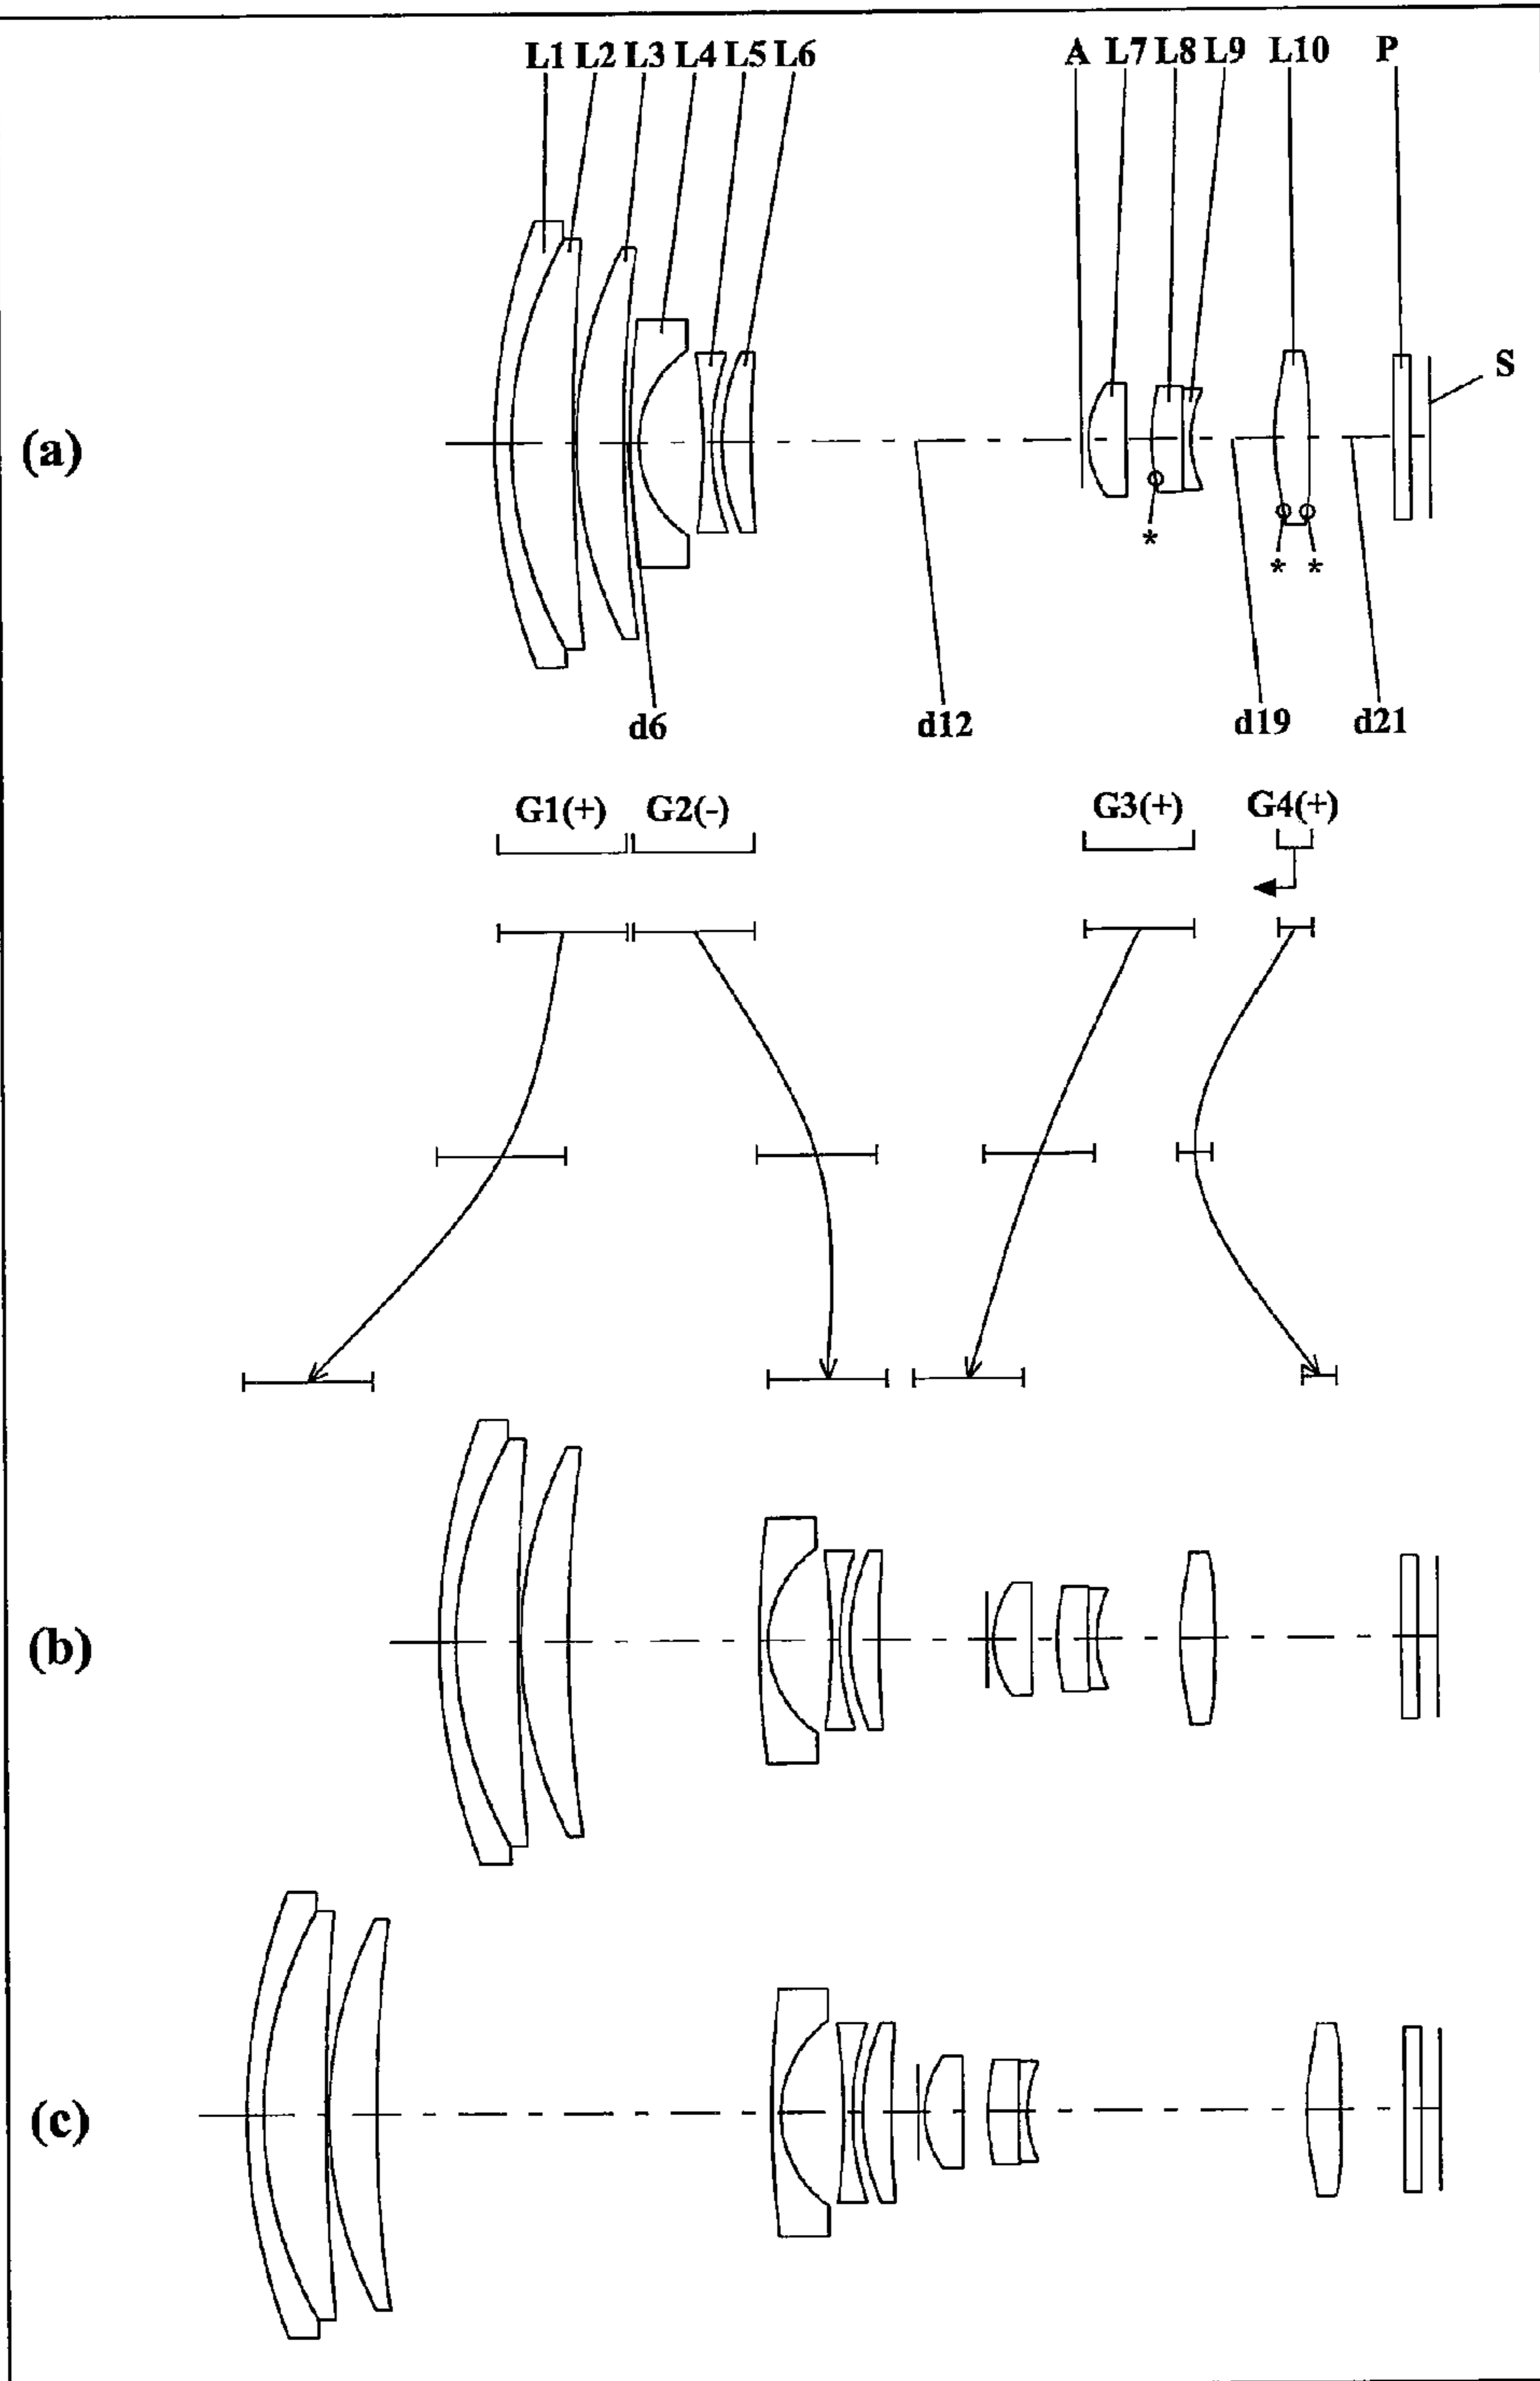 L1 L2 L3 L4 L5 L6 A L7 L8 L9 L10 P
S
(a)
*
* *
d6 d12 d19 d21
G1(+) G2(-) G3(+) G4(+)
(b)
(c)